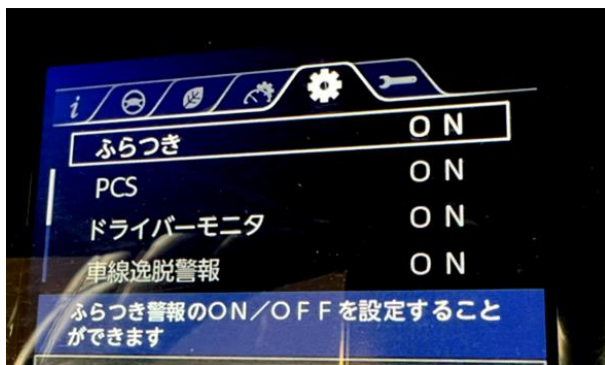 i
ふらつき ON
PCS ON
ドライバーモニタ ON
車線逸脱警報 ON
ふらつき警報のON/OFFを設定すること
ができます